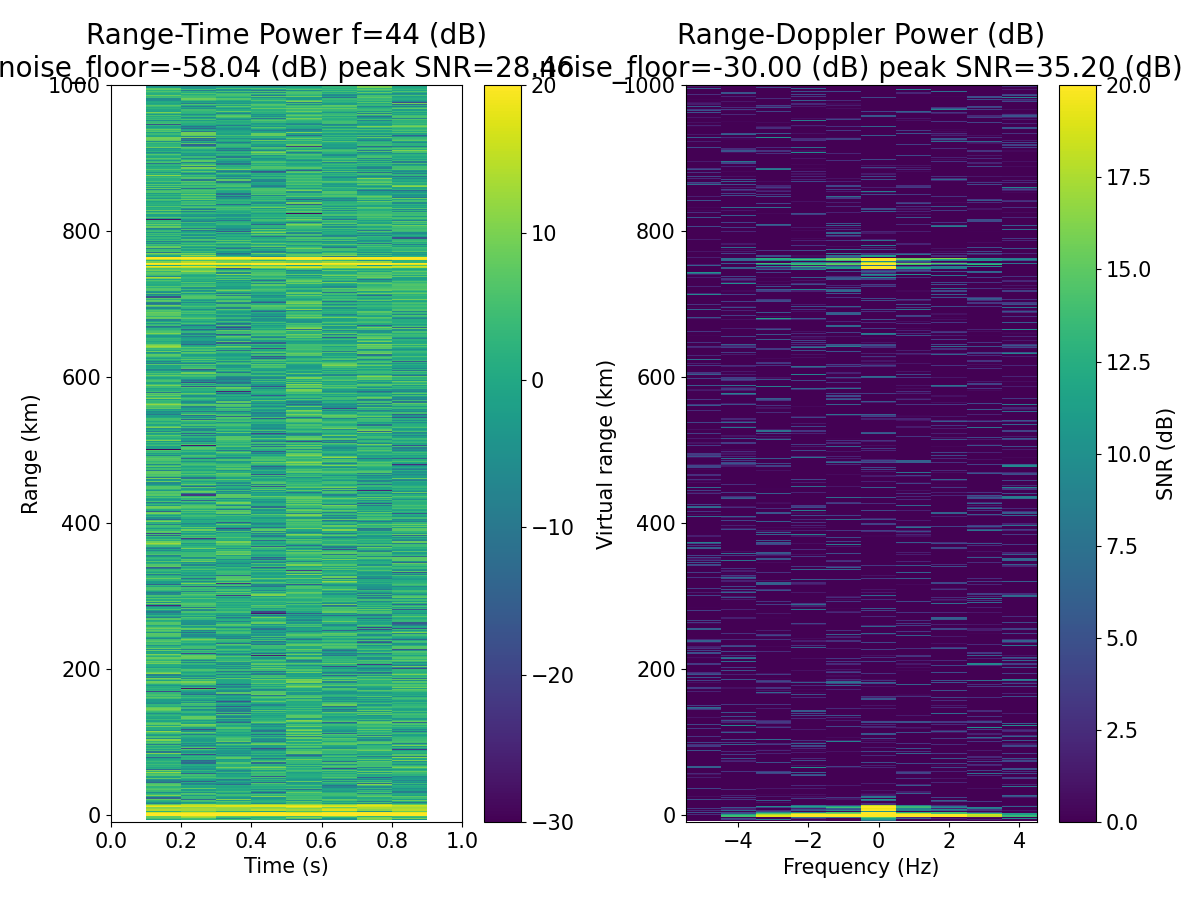 Range-Time Power f=44 (dB)
noise_floor=-58.04 (dB) peak SNR=28.46
Range-Doppler Power (dB)
noise_floor=-30.00 (dB) peak SNR=35.20 (dB)
1000
800
600
400
200
0
Range (km)
0.0 0.2 0.4 0.6 0.8 1.0
Time (s)
20
10
0
−10
−20
−30
1000
800
600
400
200
0
Virtual range (km)
−4 −2 0 2 4
Frequency (Hz)
20.0
17.5
15.0
12.5
10.0
7.5
5.0
2.5
0.0
SNR (dB)